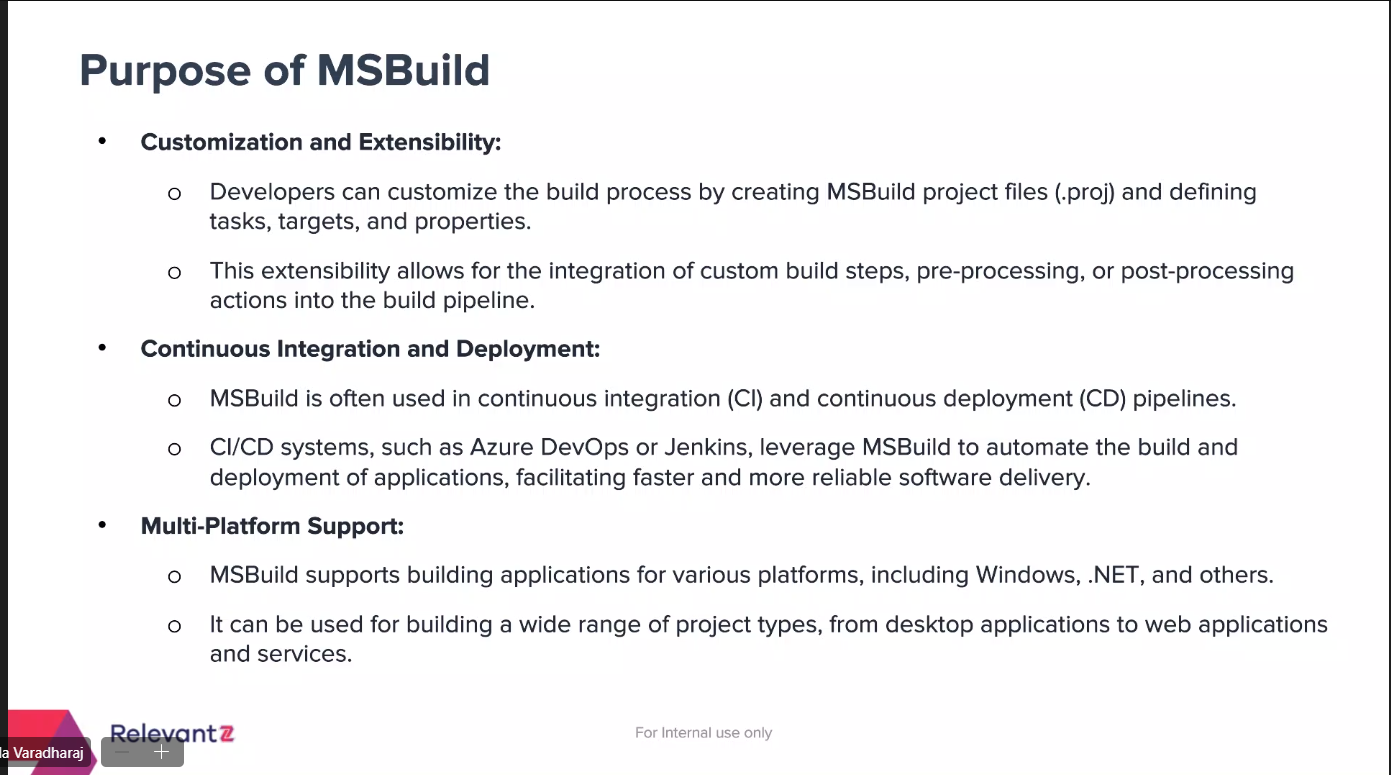 Purpose of MSBuild
• Customization and Extensibility:
o Developers can customize the build process by creating MSBuild project files (.proj) and defining
tasks, targets, and properties.
o This extensibility allows for the integration of custom build steps, pre-processing, or post-processing
actions into the build pipeline.
• Continuous Integration and Deployment:
o MSBuild is often used in continuous integration (CI) and continuous deployment (CD) pipelines.
o CI/CD systems, such as Azure DevOps or Jenkins, leverage MSBuild to automate the build and
deployment of applications, facilitating faster and more reliable software delivery.
• Multi-Platform Support:
o MSBuild supports building applications for various platforms, including Windows, .NET, and others.
o It can be used for building a wide range of project types, from desktop applications to web applications
and services.
RelevantZ
For Internal use only
la Varadharaj